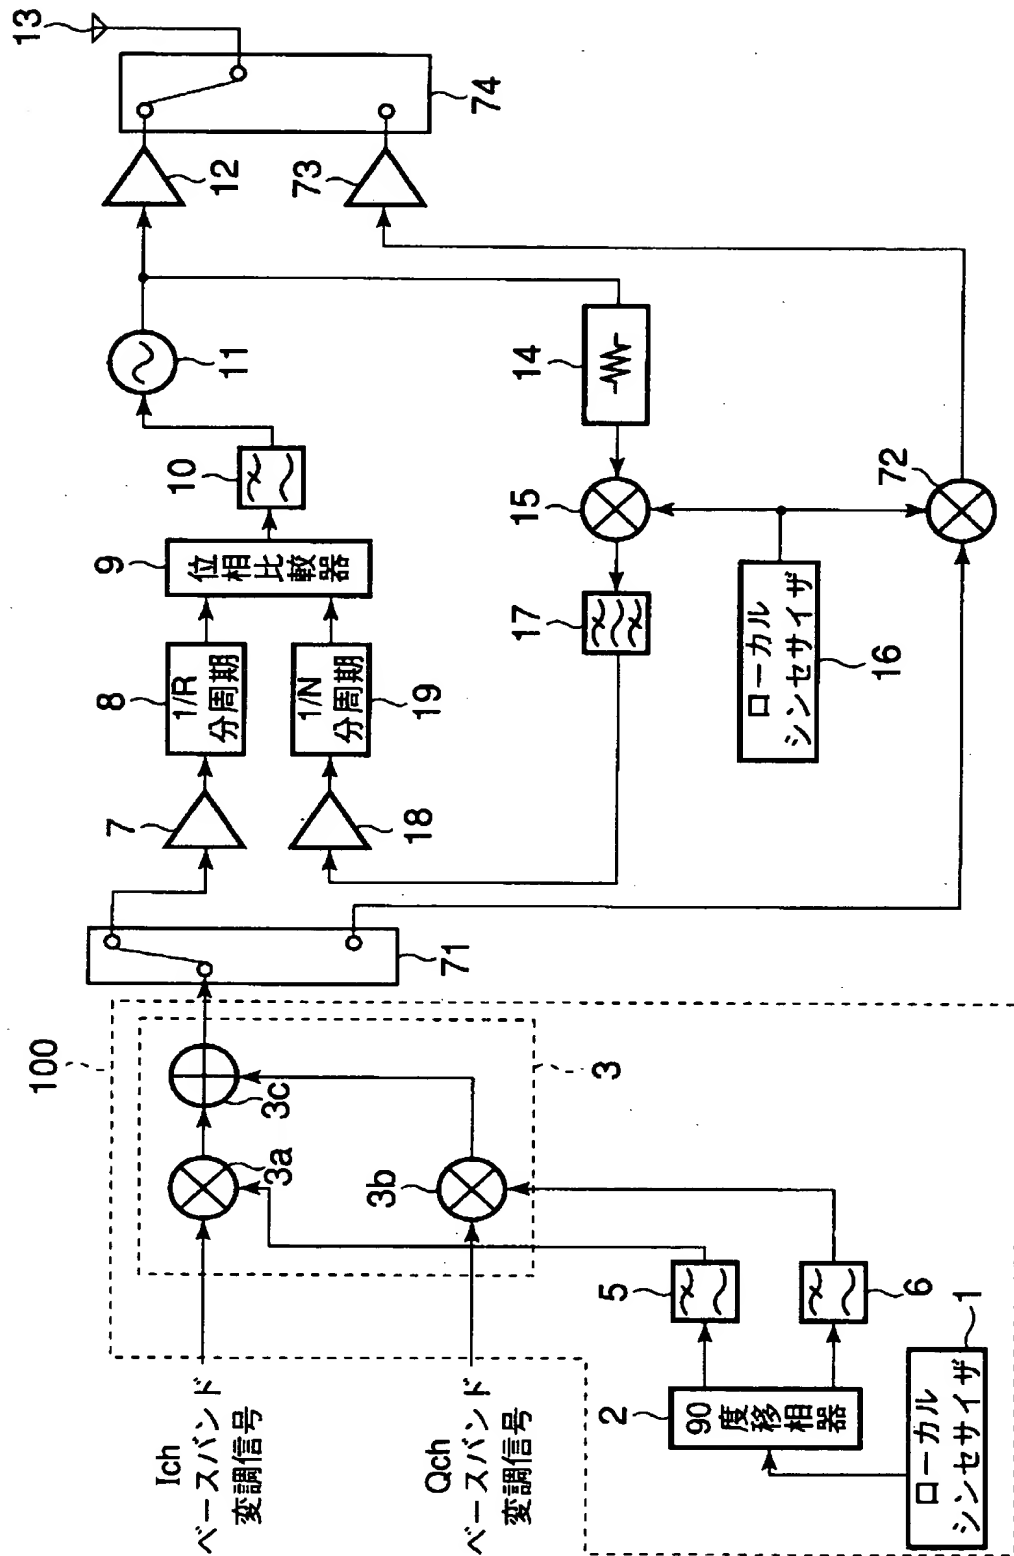 Ich
ベースバンド
変調信号
Qch
ベースバンド
変調信号
100
3
3a
3b
3c
2
90
度移相器
5
6
1
ローカル
シンセサイザ
71
7
18
8
1/R
分周期
1/N
分周期
19
9
位相比較器
10
11
12
13
14
15
17
ローカル
シンセサイザ
16
72
73
74